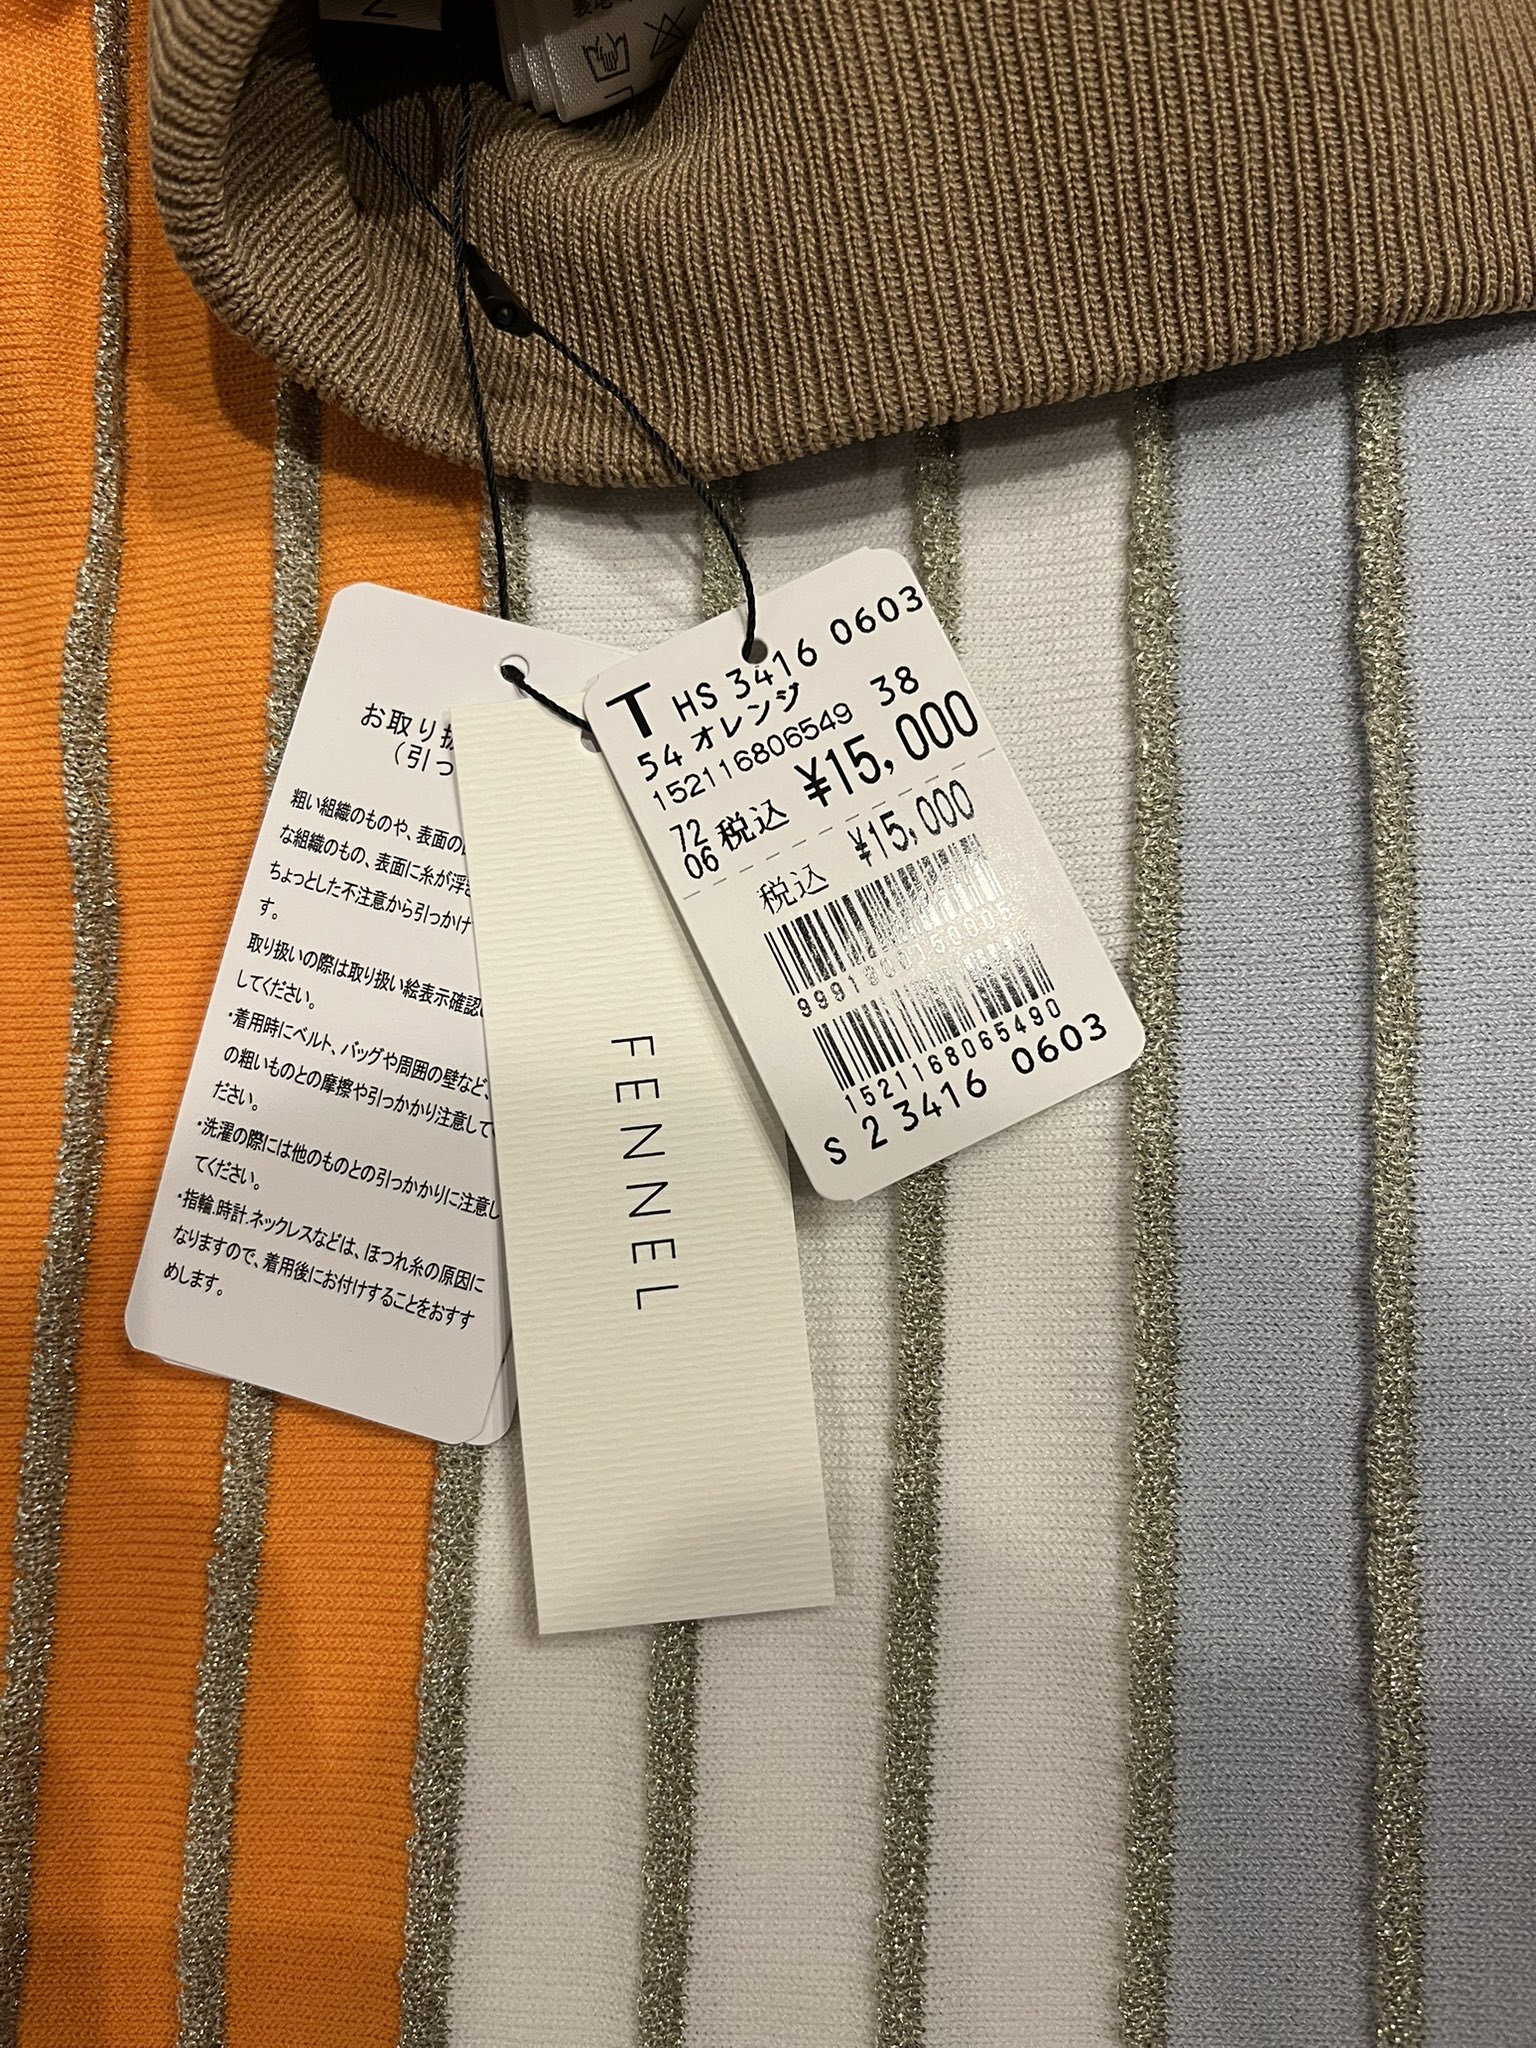 お取り扱
(引っ
粗い組織のものや、表面の
な組織のもの、表面に糸が浮き
ちょっとした不注意から引っかけ
す。
取り扱いの際は取り扱い絵表示確認
してください。
・着用時にベルト、バッグや周囲の壁など、
の粗いものとの摩擦や引っかかり注意して
ださい。
・洗濯の際には他のものとの引っかかりに注意し
てください。
・指輪.時計.ネックレスなどは、ほつれ糸の原因に
なりますので、着用後にお付けすることをおすす
めします。
FENNEL
T HS 3416 0603
54 オレンジ 38
152116806549
72
06 税込 ¥15,000
税込 ¥15,000
1521168065490
S 2 3416 0603